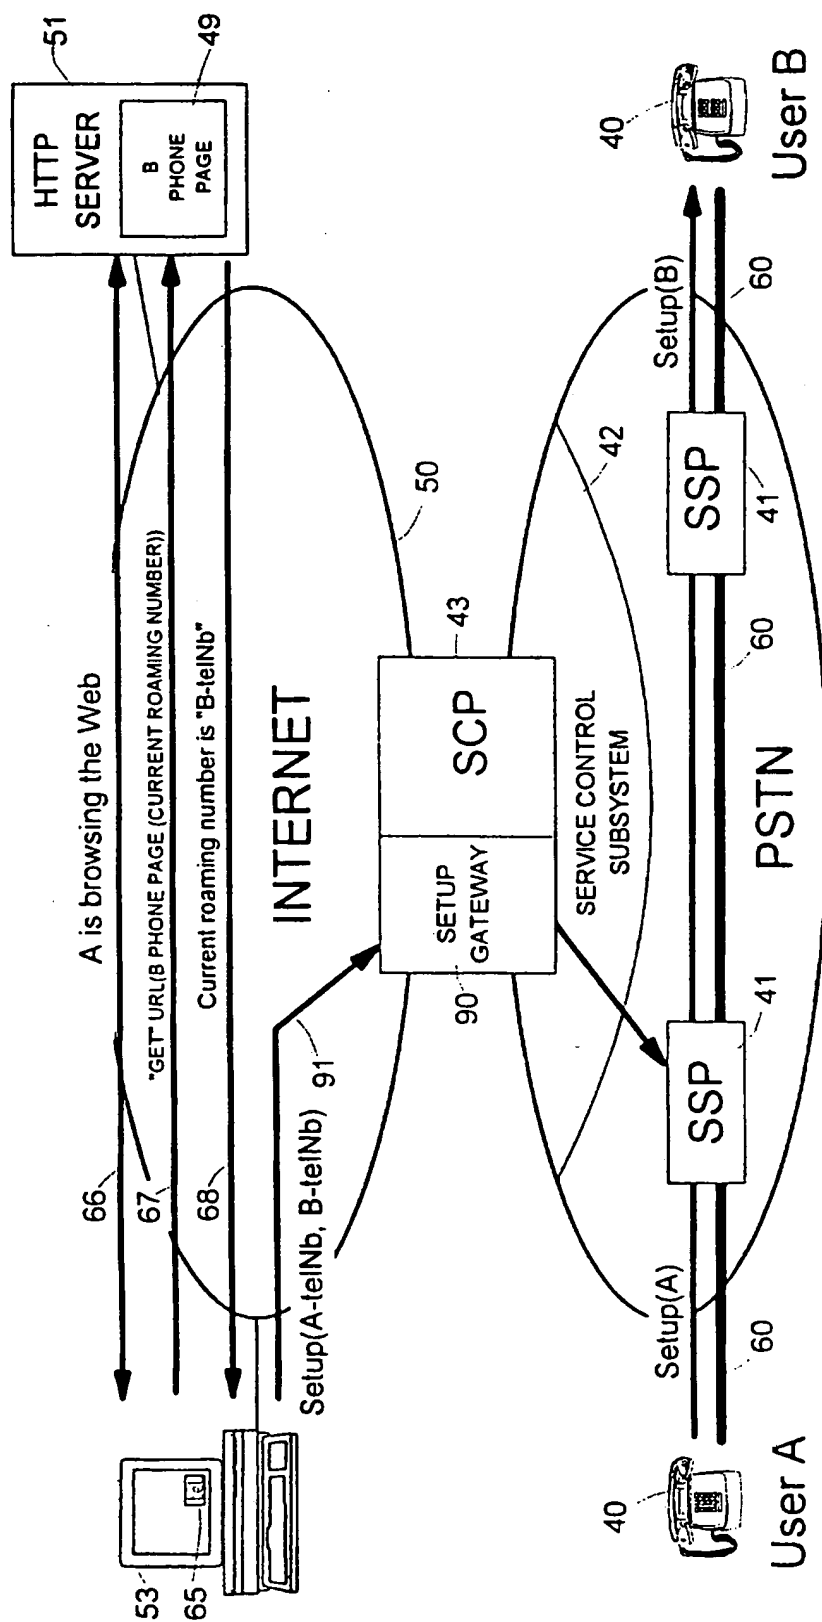 51
HTTP
SERVER
49
B
PHONE
PAGE
A is browsing the Web
66
"GET" URL(B PHONE PAGE (CURRENT ROAMING NUMBER))
67
Current roaming number is "B-telNb"
68
53
65
Tel
INTERNET
Setup(A-telNb, B-telNb)
91
50
90
SETUP
GATEWAY
SCP
43
SERVICE CONTROL
SUBSYSTEM
42
40
Setup(A)
SSP
41
SSP
41
Setup(B)
40
60
60
60
User A
PSTN
User B